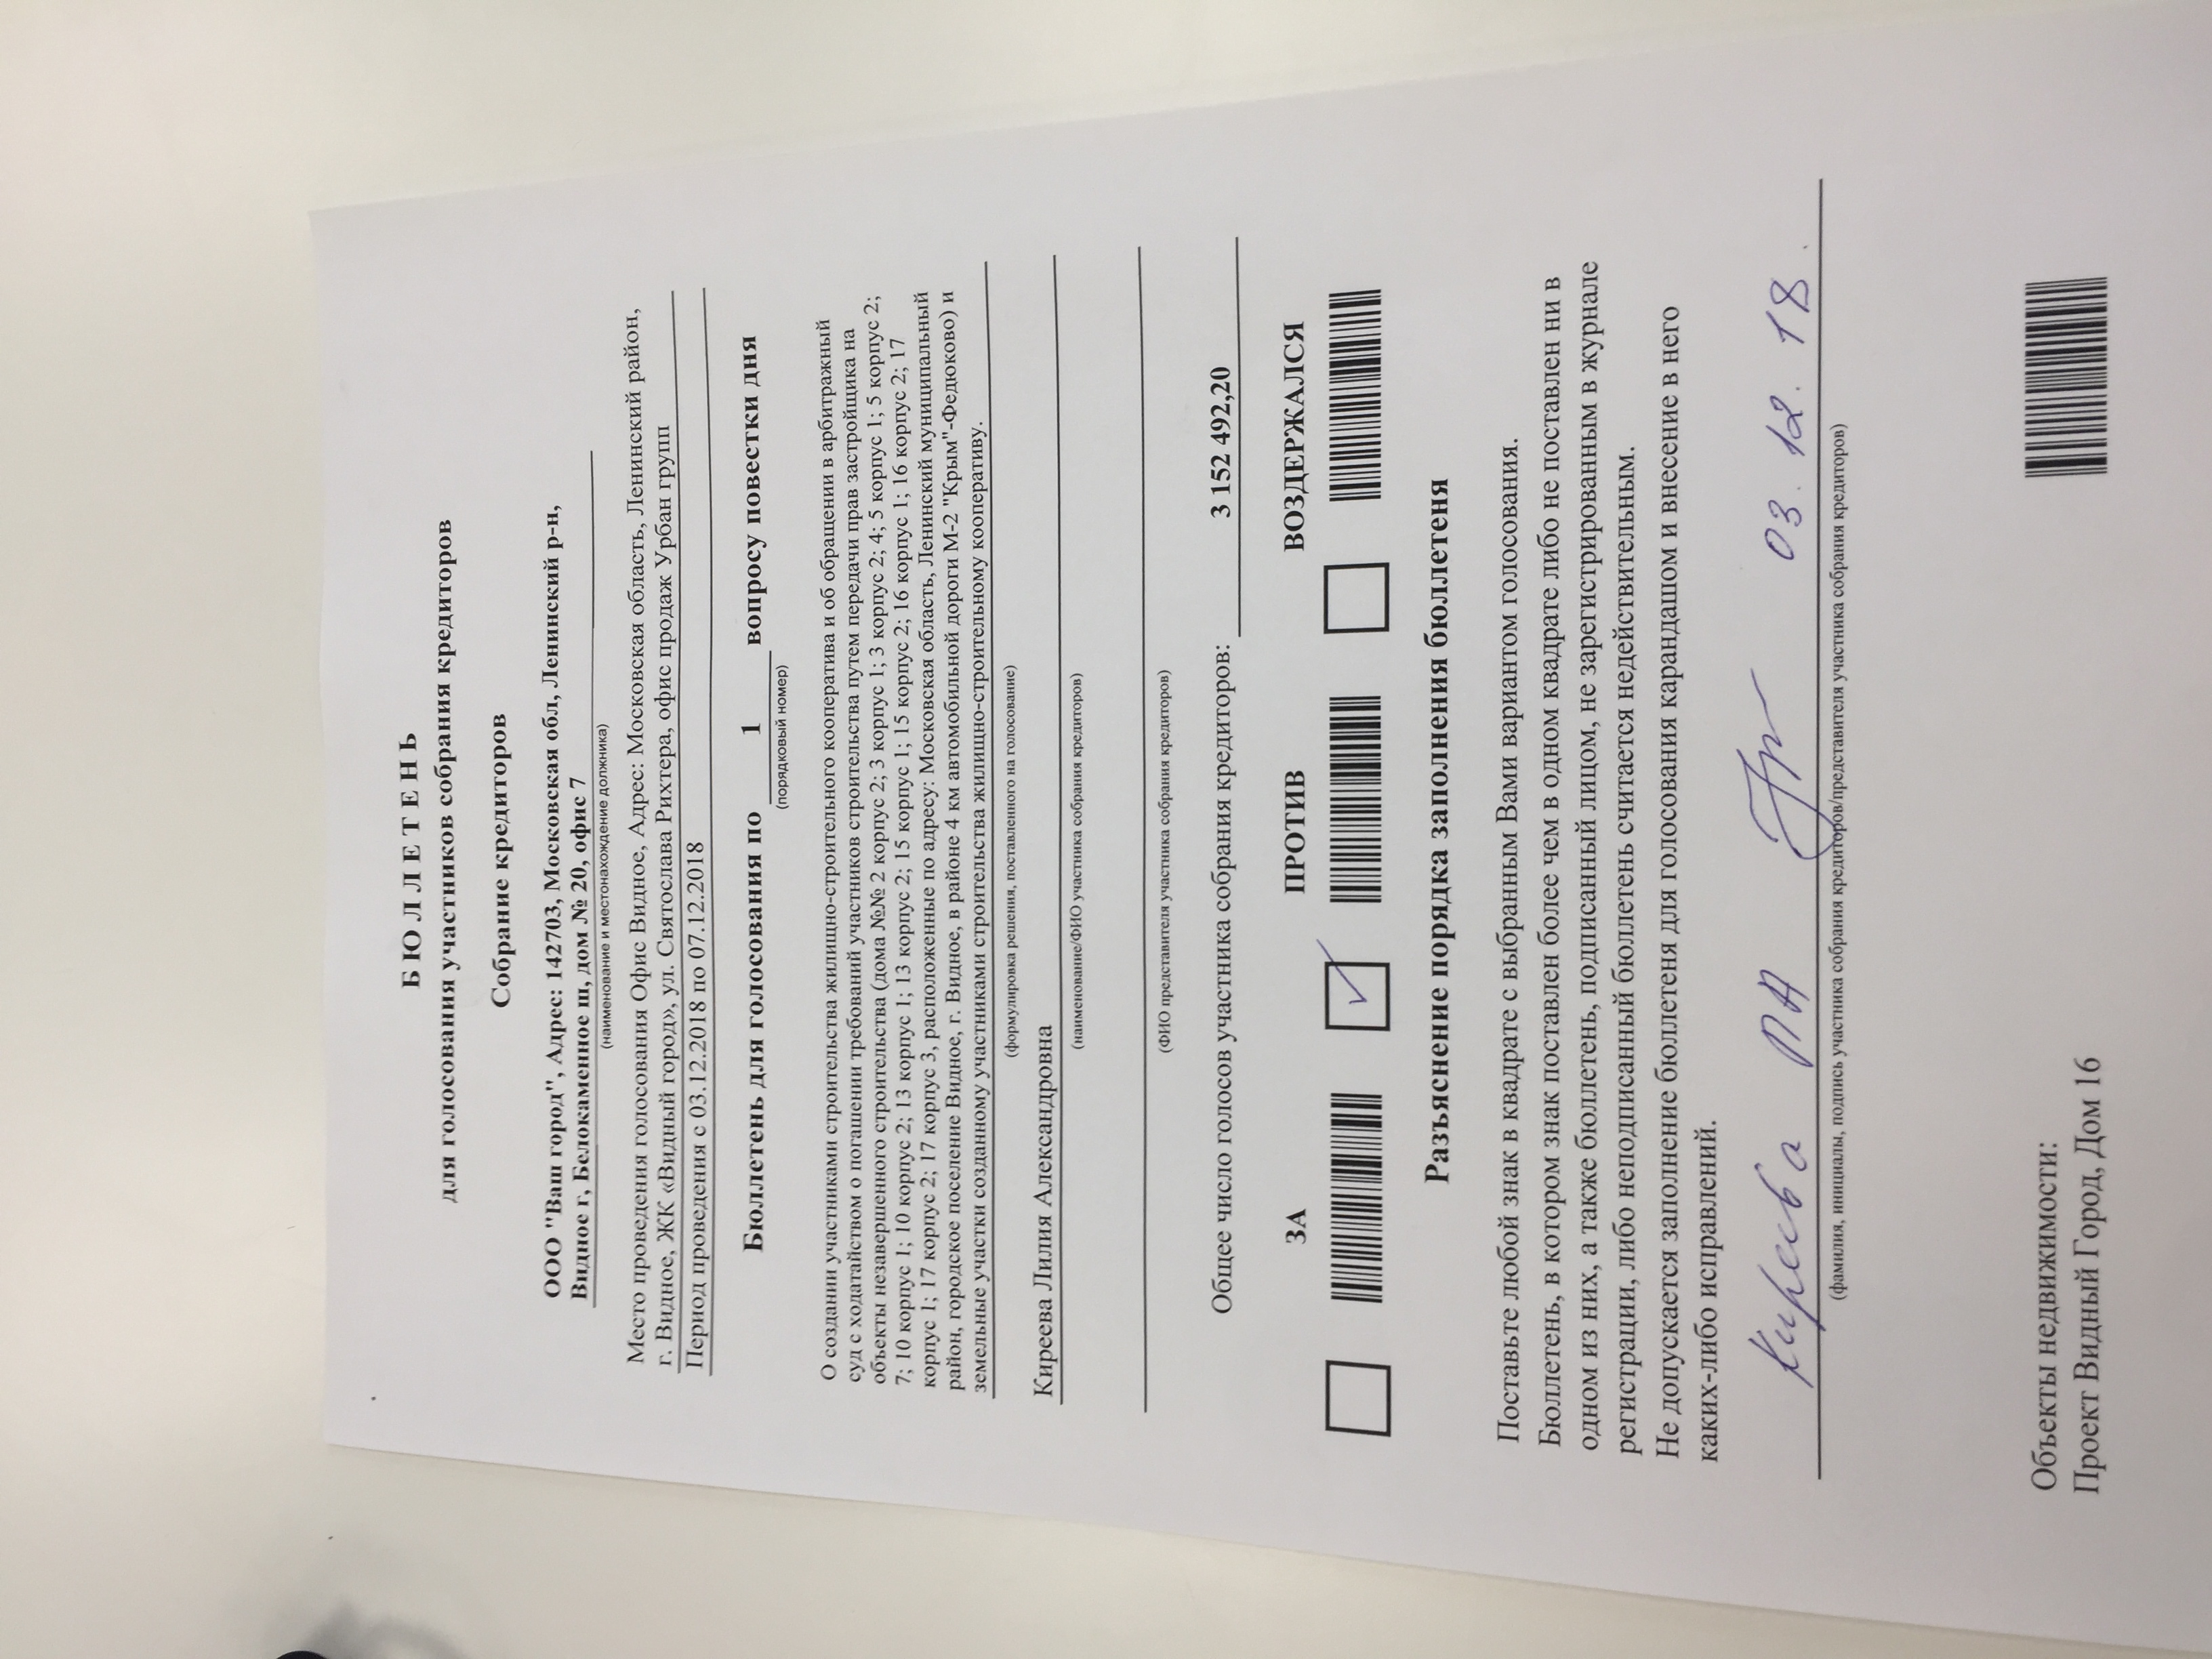 БЮЛЛЕТЕНЬ
для голосования участников собрания кредиторов
Собрание кредиторов
ООО "Ваш город", Адрес: 142703, Московская обл, Ленинский р-н,
Видное г, Белокаменное ш, дом № 20, офис 7
(наименование и местонахождение должника)
Место проведения голосования Офис Видное, Адрес: Московская область, Ленинский район,
г. Видное, ЖК «Видный город», ул. Святослава Рихтера, офис продаж Урбан групп
Период проведения с 03.12.2018 по 07.12.2018
Бюллетень для голосования по 1 вопросу повестки дня
(порядковый номер)
О создании участниками строительства жилищно-строительного кооператива и об обращении в арбитражный
суд с ходатайством о погашении требований участников строительства путем передачи прав застройщика на
объекты незавершенного строительства (дома №№ 2 корпус 2; 3 корпус 1; 3 корпус 2; 4; 5 корпус 1; 5 корпус 2;
7; 10 корпус 1; 10 корпус 2; 13 корпус 1; 13 корпус 2; 15 корпус 1; 15 корпус 2; 16 корпус 1; 16 корпус 2; 17
корпус 1; 17 корпус 2; 17 корпус 3, расположенные по адресу: Московская область, Ленинский муниципальный
район, городское поселение Видное, г. Видное, в районе 4 км автомобильной дороги М-2 "Крым"-Федюково) и
земельные участки созданному участниками строительства жилищно-строительному кооперативу.
(формулировка решения, поставленного на голосование)
Киреева Лилия Александровна
(наименование/ФИО участника собрания кредиторов)
(ФИО представителя участника собрания кредиторов)
Общее число голосов участника собрания кредиторов: 3 152 492,20
ЗА ПРОТИВ ВОЗДЕРЖАЛСЯ
Разъяснение порядка заполнения бюллетеня
Поставьте любой знак в квадрате с выбранным Вами вариантом голосования.
Бюллетень, в котором знак поставлен более чем в одном квадрате либо не поставлен ни в
одном из них, а также бюллетень, подписанный лицом, не зарегистрированным в журнале
регистрации, либо неподписанный бюллетень считается недействительным.
Не допускается заполнение бюллетеня для голосования карандашом и внесение в него
каких-либо исправлений.
Киреева ЛА 03.12.18.
(фамилия, инициалы, подпись участника собрания кредиторов/представителя участника собрания кредиторов)
Объекты недвижимости:
Проект Видный Город, Дом 16